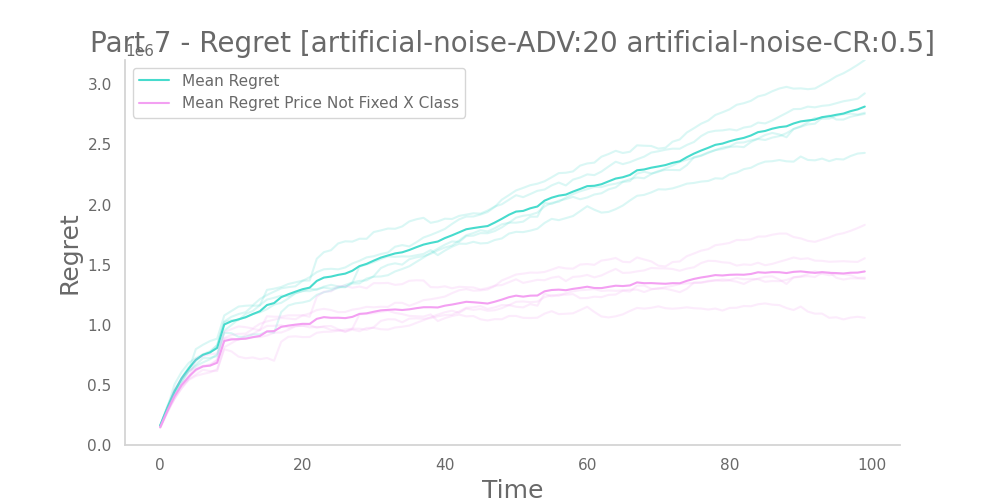 Part 7 - Regret [artificial-noise-ADV:20 artificial-noise-CR:0.5]
1e6
Mean Regret
Mean Regret Price Not Fixed X Class
3.0
2.5
2.0
1.5
1.0
0.5
0.0
Regret
0 20 40 60 80 100
Time